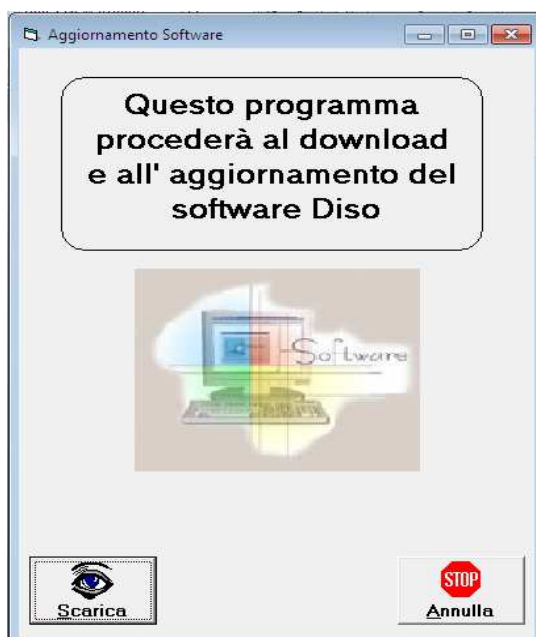 Aggiornamento Software
Questo programma
procederà al download
e all' aggiornamento del
software Diso
Software
STOP
Scarica
Annulla